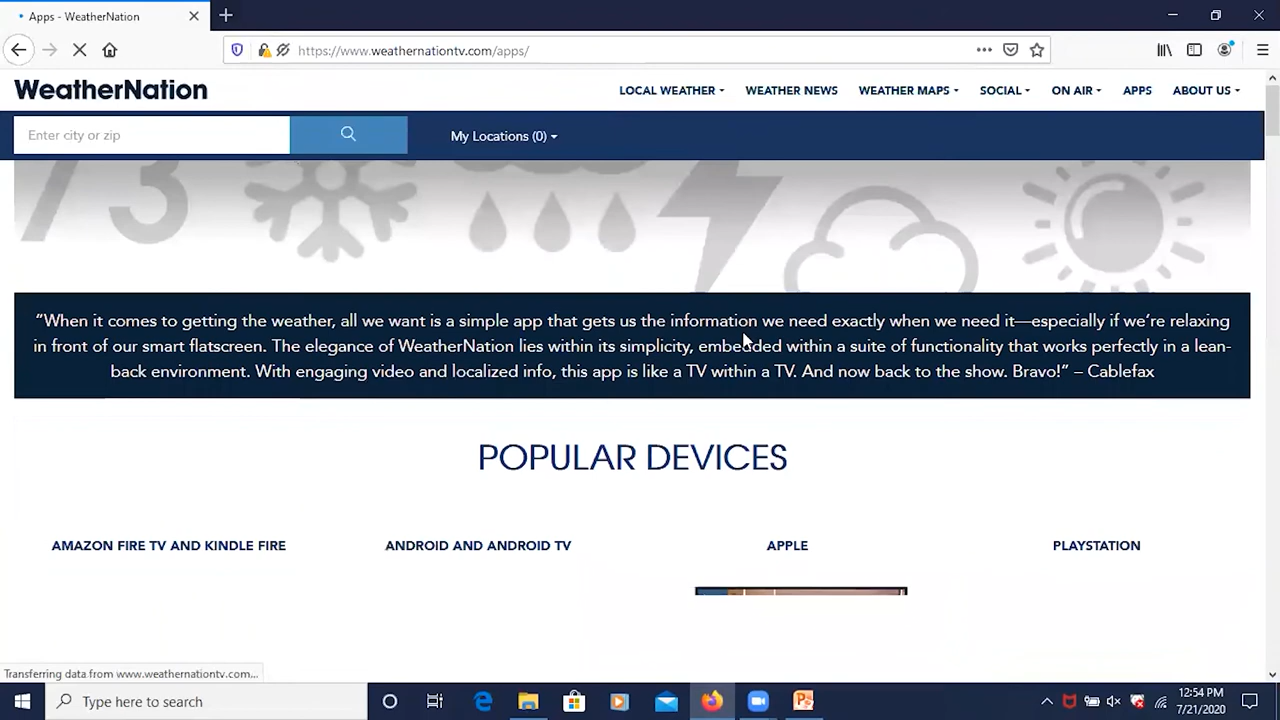 Apps - WeatherNation
https://www.weathernationtv.com/apps/
WeatherNation
LOCAL WEATHER
WEATHER NEWS
WEATHER MAPS
SOCIAL
ON AIR
APPS
ABOUT US
Enter city or zip
My Locations (0)
73
“When it comes to getting the weather, all we want is a simple app that gets us the information we need exactly when we need it—especially if we’re relaxing
in front of our smart flatscreen. The elegance of WeatherNation lies within its simplicity, embedded within a suite of functionality that works perfectly in a lean-
back environment. With engaging video and localized info, this app is like a TV within a TV. And now back to the show. Bravo!” – Cablefax
POPULAR DEVICES
AMAZON FIRE TV AND KINDLE FIRE
ANDROID AND ANDROID TV
APPLE
PLAYSTATION
Transferring data from www.weathernationtv.com...
Type here to search
12:54 PM
7/21/2020